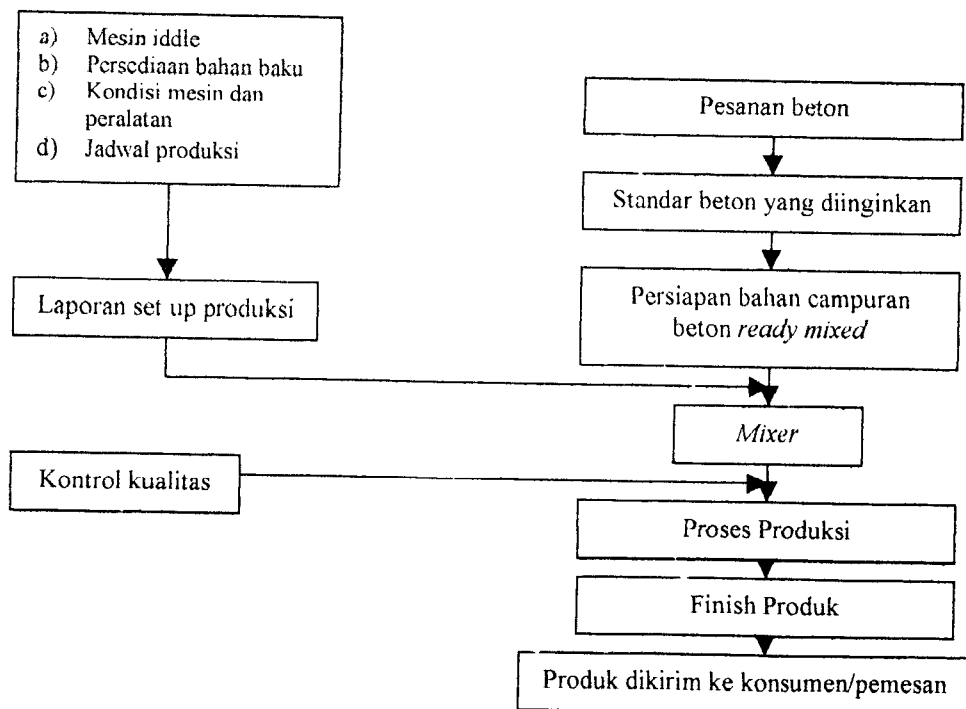 a) Mesin iddle
b) Persediaan bahan baku
c) Kondisi mesin dan
peralatan
d) Jadwal produksi
Laporan set up produksi
Kontrol kualitas
Pesanan beton
Standar beton yang diinginkan
Persiapan bahan campuran
beton ready mixed
Mixer
Proses Produksi
Finish Produk
Produk dikirim ke konsumen/pemesan